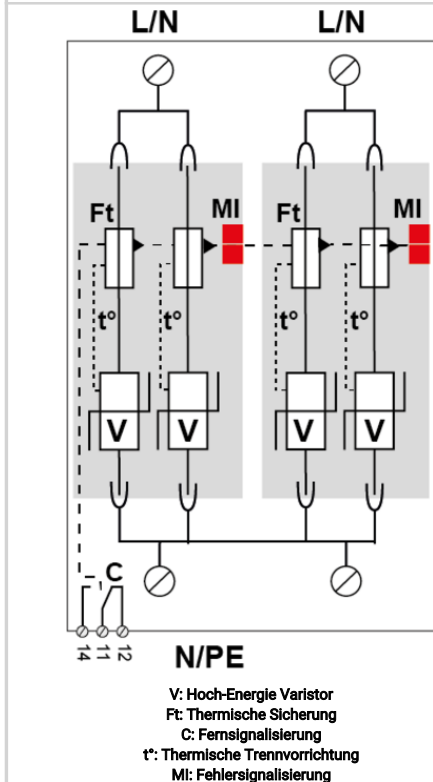 L/N L/N
Ft MI Ft MI
t° t° t° t°
V V V V
C
14 11 12
N/PE
V: Hoch-Energie Varistor
Ft: Thermische Sicherung
C: Fernsignalisierung
t°: Thermische Trennvorrichtung
MI: Fehlersignalisierung